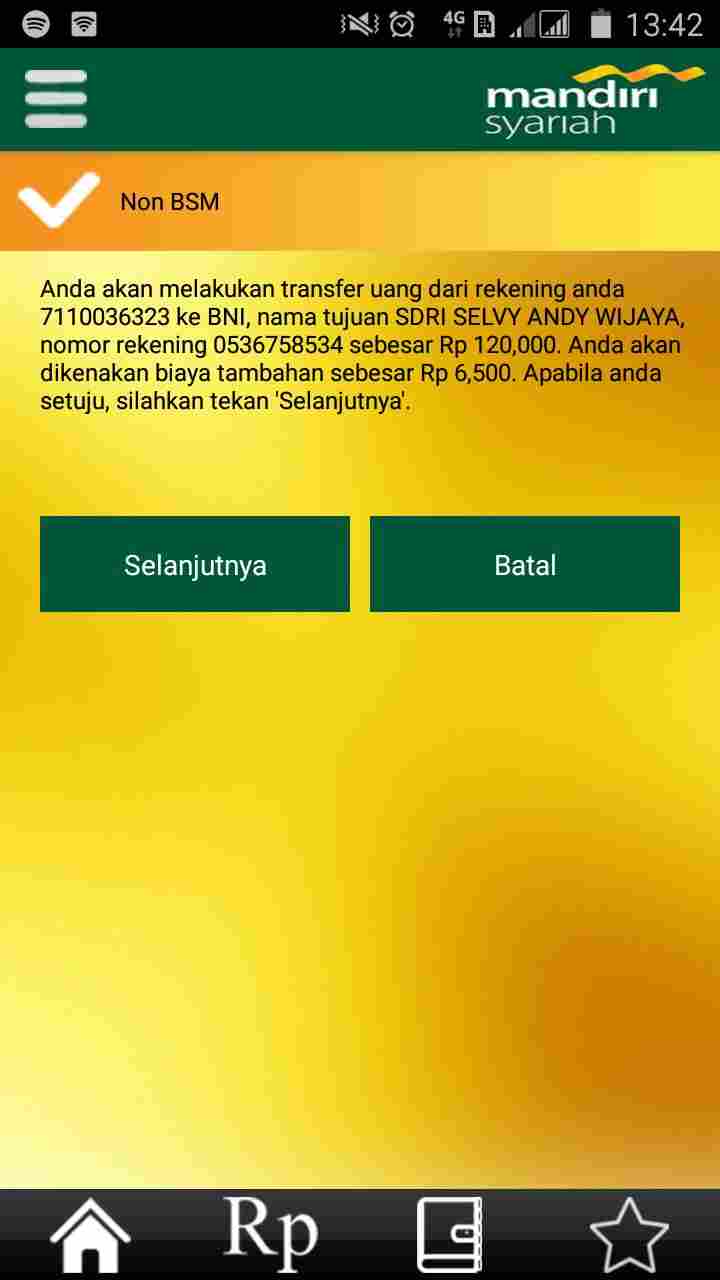 4G 13:42
mandiri
syariah
Non BSM
Anda akan melakukan transfer uang dari rekening anda
7110036323 ke BNI, nama tujuan SDRI SELVY ANDY WIJAYA,
nomor rekening 0536758534 sebesar Rp 120,000. Anda akan
dikenakan biaya tambahan sebesar Rp 6,500. Apabila anda
setuju, silahkan tekan 'Selanjutnya'.
Selanjutnya Batal
Rp